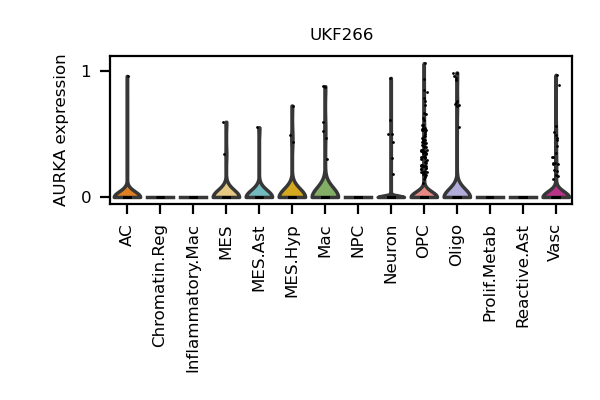 UKF266
AURKA expression
1
0
AC
Chromatin.Reg
Inflammatory.Mac
MES
MES.Ast
MES.Hyp
Mac
NPC
Neuron
OPC
Oligo
Prolif.Metab
Reactive.Ast
Vasc